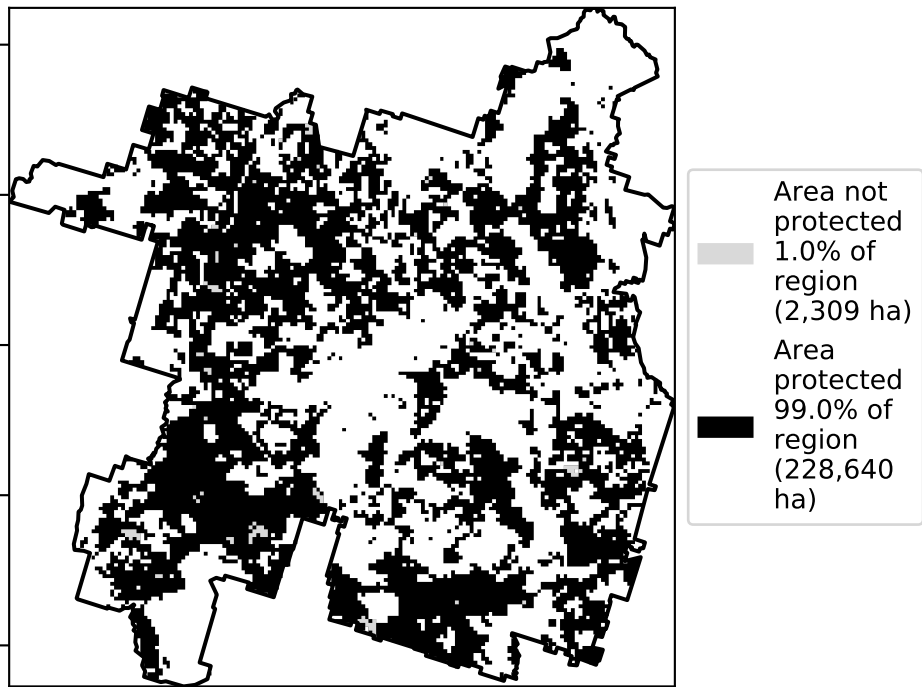 Area not
protected
1.0% of
region
(2,309 ha)
Area
protected
99.0% of
region
(228,640
ha)